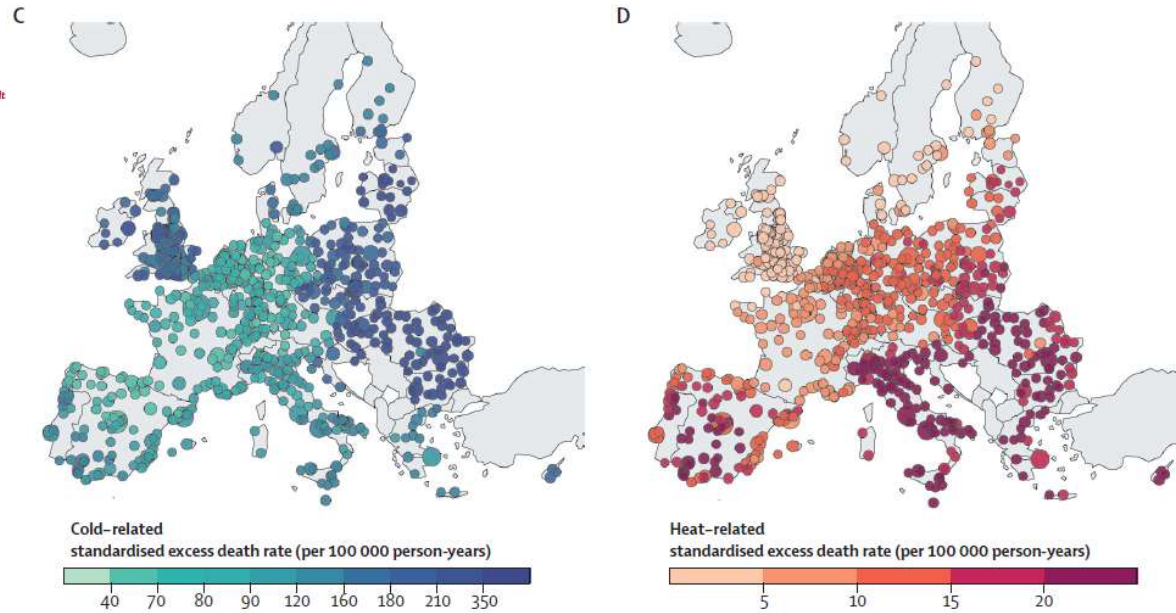 C
D
lt
Cold-related
standardised excess death rate (per 100 000 person-years)
40 70 80 90 120 160 180 210 350
Heat-related
standardised excess death rate (per 100 000 person-years)
5 10 15 20